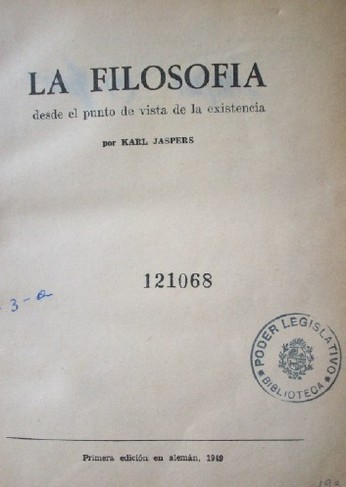 LA FILOSOFIA
desde el punto de vista de la existencia
por KARL JASPERS
121068
3-a
PODER LEGISLATIVO
BIBLIOTECA
Primera edición en alemán, 1949